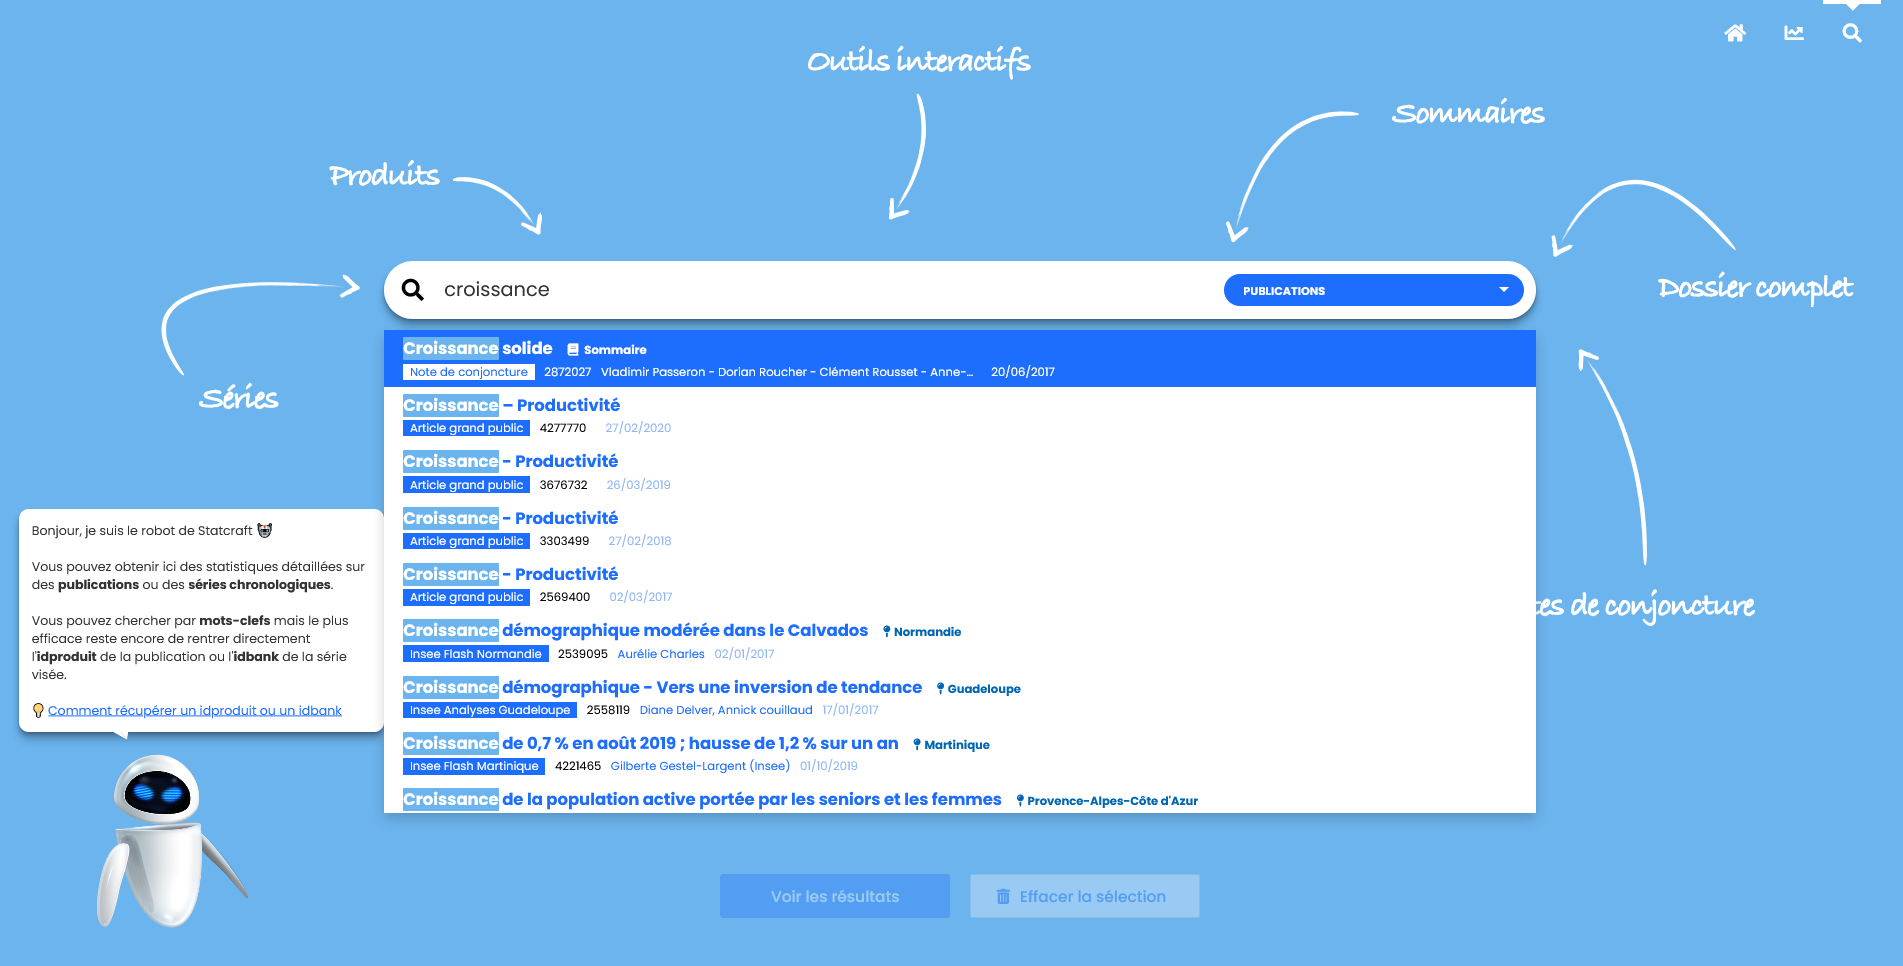 Outils interactifs
Sommaires
Produits
Dossier complet
Séries
croissance
PUBLICATIONS
Croissance solide Sommaire
Note de conjoncture 2872027 Vladimir Passeron - Dorian Roucher - Clément Rousset - Anne-... 20/06/2017
Croissance – Productivité
Article grand public 4277770 27/02/2020
Croissance - Productivité
Article grand public 3676732 26/03/2019
Croissance - Productivité
Article grand public 3303499 27/02/2018
Croissance - Productivité
Article grand public 2569400 02/03/2017
Croissance démographique modérée dans le Calvados Normandie
Insee Flash Normandie 2539095 Aurélie Charles 02/01/2017
Croissance démographique - Vers une inversion de tendance Guadeloupe
Insee Analyses Guadeloupe 2558119 Diane Delver, Annick couillaud 17/01/2017
Croissance de 0,7 % en août 2019 ; hausse de 1,2 % sur un an Martinique
Insee Flash Martinique 4221465 Gilberte Gestel-Largent (Insee) 01/10/2019
Croissance de la population active portée par les seniors et les femmes Provence-Alpes-Côte d'Azur
tes de conjoncture
Bonjour, je suis le robot de Statcraft
Vous pouvez obtenir ici des statistiques détaillées sur
des publications ou des séries chronologiques.
Vous pouvez chercher par mots-clefs mais le plus
efficace reste encore de rentrer directement
l'idproduit de la publication ou l'idbank de la série
visée.
Comment récupérer un idproduit ou un idbank
Voir les résultats
Effacer la sélection